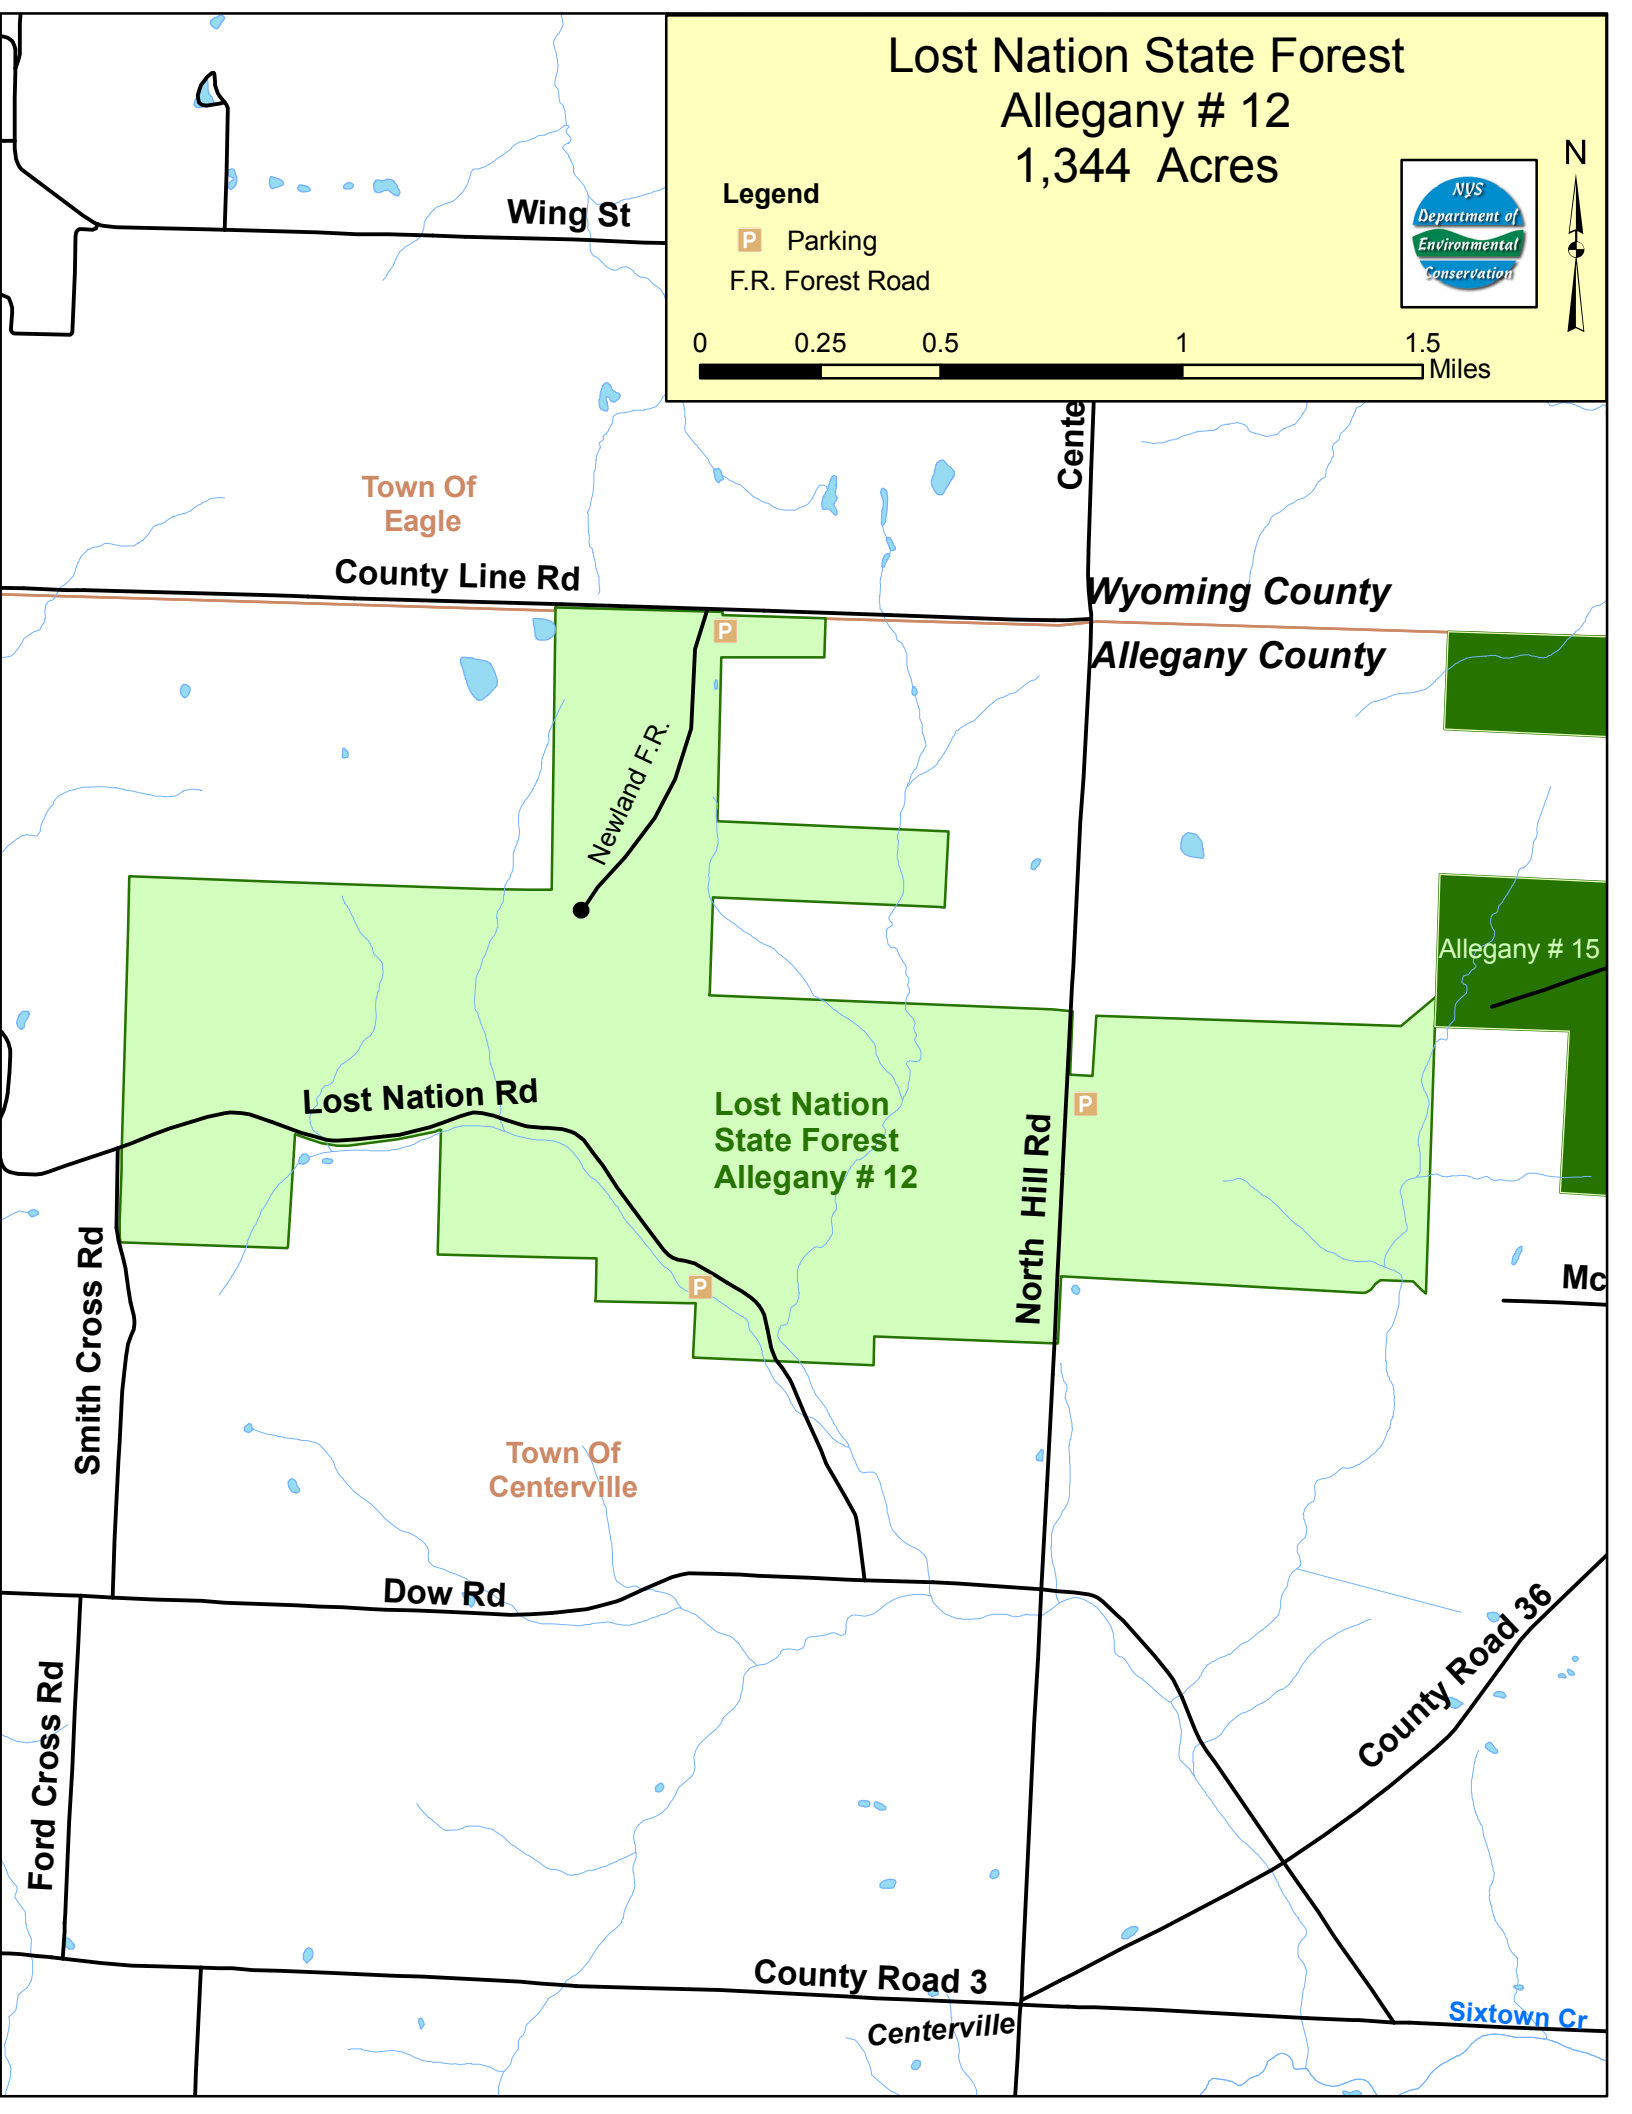 Lost Nation State Forest
Allegany # 12
1,344 Acres
N
Legend
P Parking
F.R. Forest Road
NYS
Department of
Environmental
Conservation
0 0.25 0.5 1 1.5
Miles
Wing St
Cente
Town Of
Eagle
County Line Rd
Wyoming County
Allegany County
P
Newland F.R.
Allegany # 15
Lost Nation Rd
Lost Nation
State Forest
Allegany # 12
P
North Hill Rd
P
Mc
Smith Cross Rd
Town Of
Centerville
Dow Rd
County Road 36
Ford Cross Rd
County Road 3
Centerville
Sixtown Cr